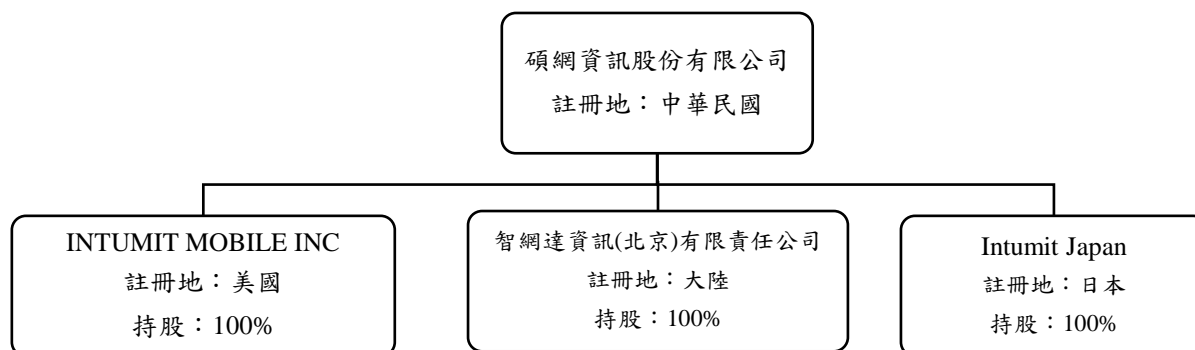 碩網資訊股份有限公司
註冊地：中華民國
INTUMIT MOBILE INC
註冊地：美國
持股：100%
智網達資訊(北京)有限責任公司
註冊地：大陸
持股：100%
Intumit Japan
註冊地：日本
持股：100%